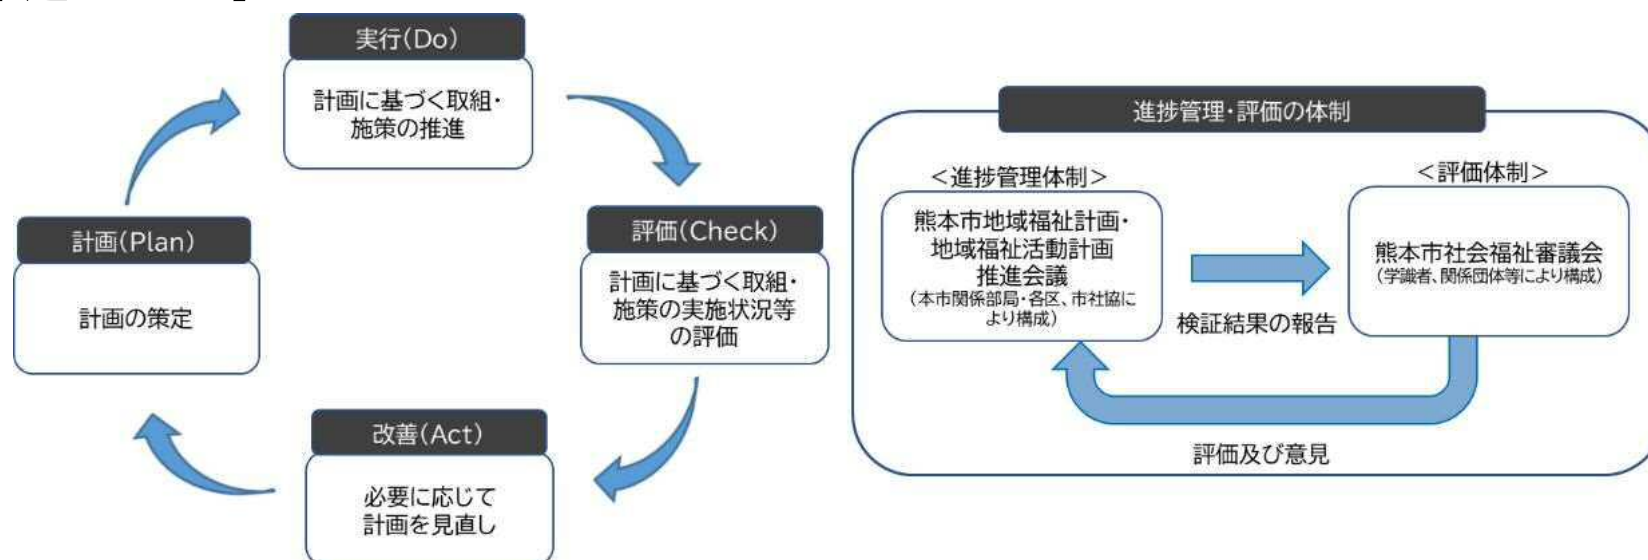 実行(Do)
計画に基づく取組・
施策の推進
計画(Plan)
計画の策定
評価(Check)
計画に基づく取組・
施策の実施状況等
の評価
改善(Act)
必要に応じて
計画を見直し
進捗管理・評価の体制
＜進捗管理体制＞
熊本市地域福祉計画・
地域福祉活動計画
推進会議
(本市関係部局・各区、市社協に
より構成)
検証結果の報告
＜評価体制＞
熊本市社会福祉審議会
(学識者、関係団体等により構成)
評価及び意見